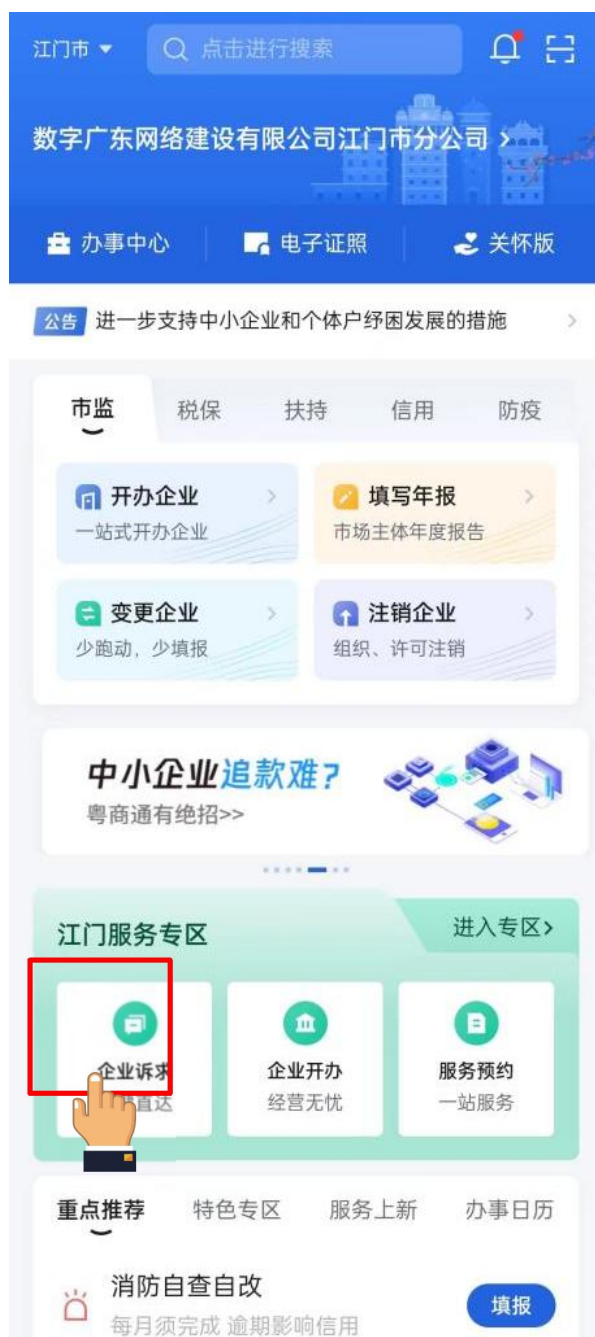 江门市
点击进行搜索
数字广东网络建设有限公司江门市分公司 >
办事中心
电子证照
关怀版
公告 进一步支持中小企业和个体户纾困发展的措施 >
市监 税保 扶持 信用 防疫
开办企业 >
一站式开办企业
填写年报 >
市场主体年度报告
变更企业 >
少跑动，少填报
注销企业 >
组织、许可注销
中小企业追款难?
粤商通有绝招>>
江门服务专区
进入专区>
企业诉求
直达
企业开办
经营无忧
服务预约
一站服务
重点推荐 特色专区 服务上新 办事日历
消防自查自改
每月须完成 逾期影响信用
填报